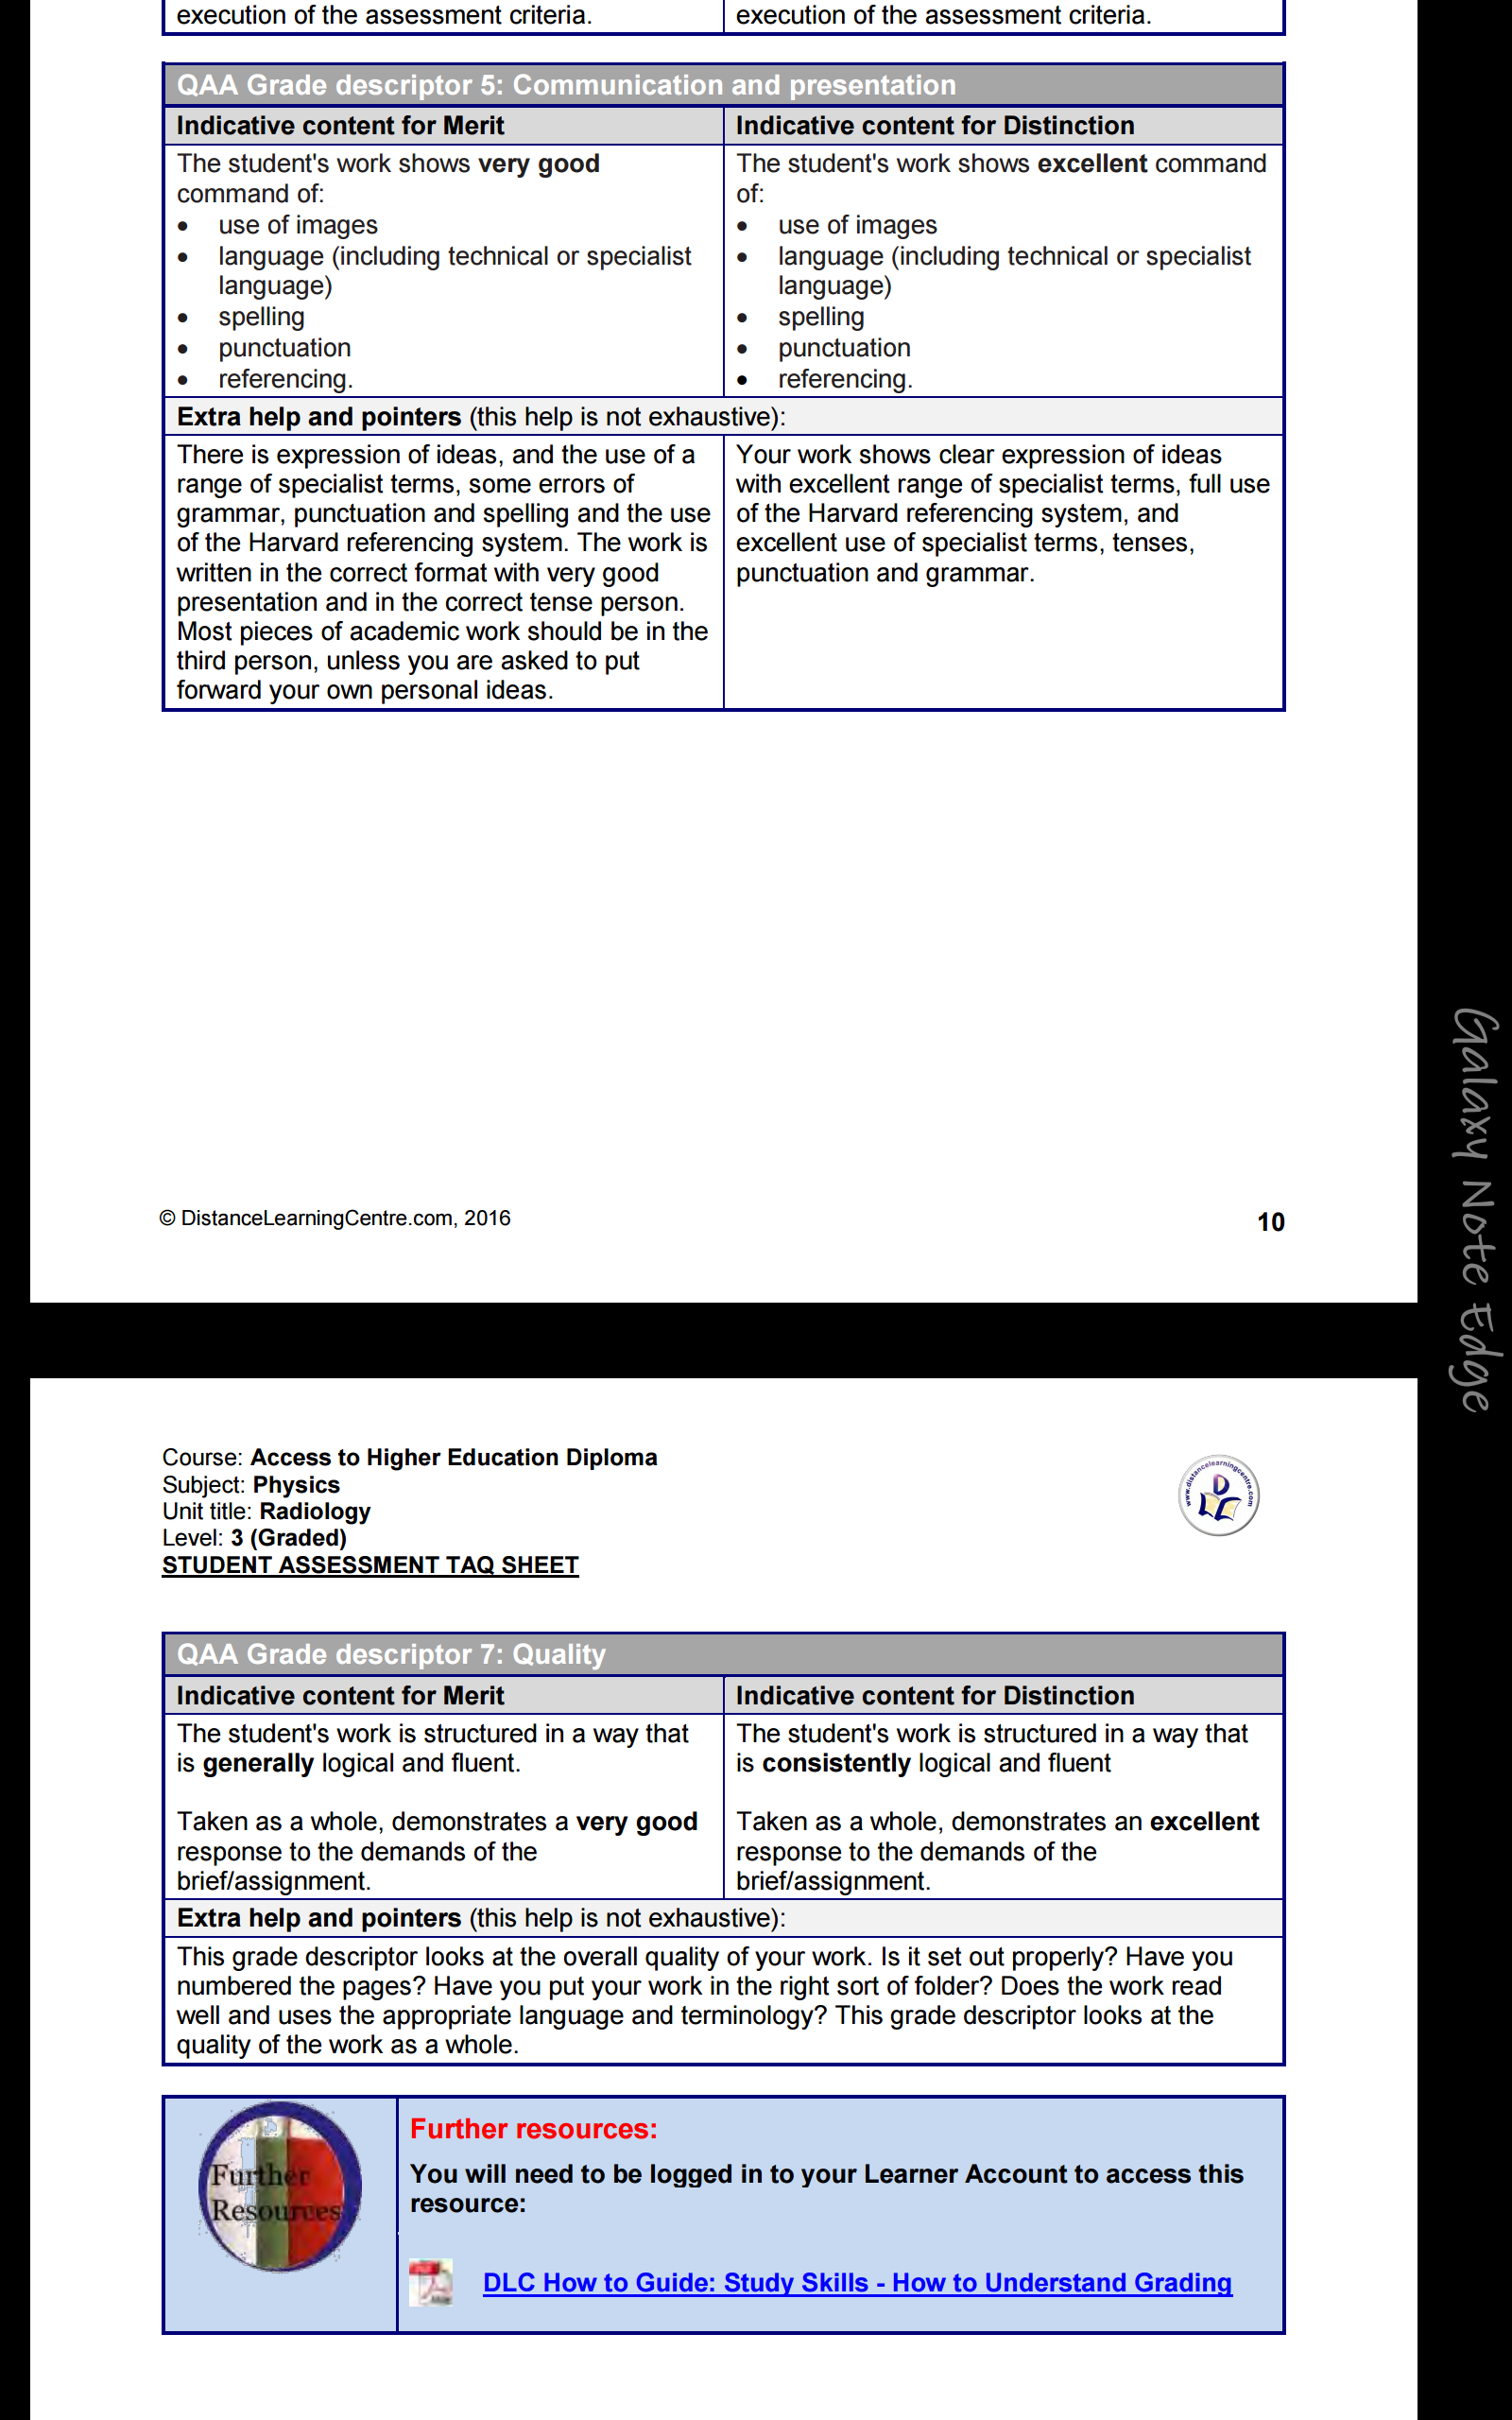 execution of the assessment criteria.
execution of the assessment criteria.
QAA Grade descriptor 5: Communication and presentation
Indicative content for Merit
Indicative content for Distinction
The student's work shows very good
command of:
• use of images
• language (including technical or specialist
language)
• spelling
• punctuation
• referencing.
The student's work shows excellent command
of:
• use of images
• language (including technical or specialist
language)
• spelling
• punctuation
• referencing.
Extra help and pointers (this help is not exhaustive):
There is expression of ideas, and the use of a
range of specialist terms, some errors of
grammar, punctuation and spelling and the use
of the Harvard referencing system. The work is
written in the correct format with very good
presentation and in the correct tense person.
Most pieces of academic work should be in the
third person, unless you are asked to put
forward your own personal ideas.
Your work shows clear expression of ideas
with excellent range of specialist terms, full use
of the Harvard referencing system, and
excellent use of specialist terms, tenses,
punctuation and grammar.
© DistanceLearningCentre.com, 2016
10
Galaxy Note Edge
Course: Access to Higher Education Diploma
Subject: Physics
Unit title: Radiology
Level: 3 (Graded)
STUDENT ASSESSMENT TAQ SHEET
www.distancelearningcentre.com
D
QAA Grade descriptor 7: Quality
Indicative content for Merit
Indicative content for Distinction
The student's work is structured in a way that
is generally logical and fluent.
Taken as a whole, demonstrates a very good
response to the demands of the
brief/assignment.
The student's work is structured in a way that
is consistently logical and fluent
Taken as a whole, demonstrates an excellent
response to the demands of the
brief/assignment.
Extra help and pointers (this help is not exhaustive):
This grade descriptor looks at the overall quality of your work. Is it set out properly? Have you
numbered the pages? Have you put your work in the right sort of folder? Does the work read
well and uses the appropriate language and terminology? This grade descriptor looks at the
quality of the work as a whole.
Further
Resources
Further resources:
You will need to be logged in to your Learner Account to access this
resource:
DLC How to Guide: Study Skills - How to Understand Grading